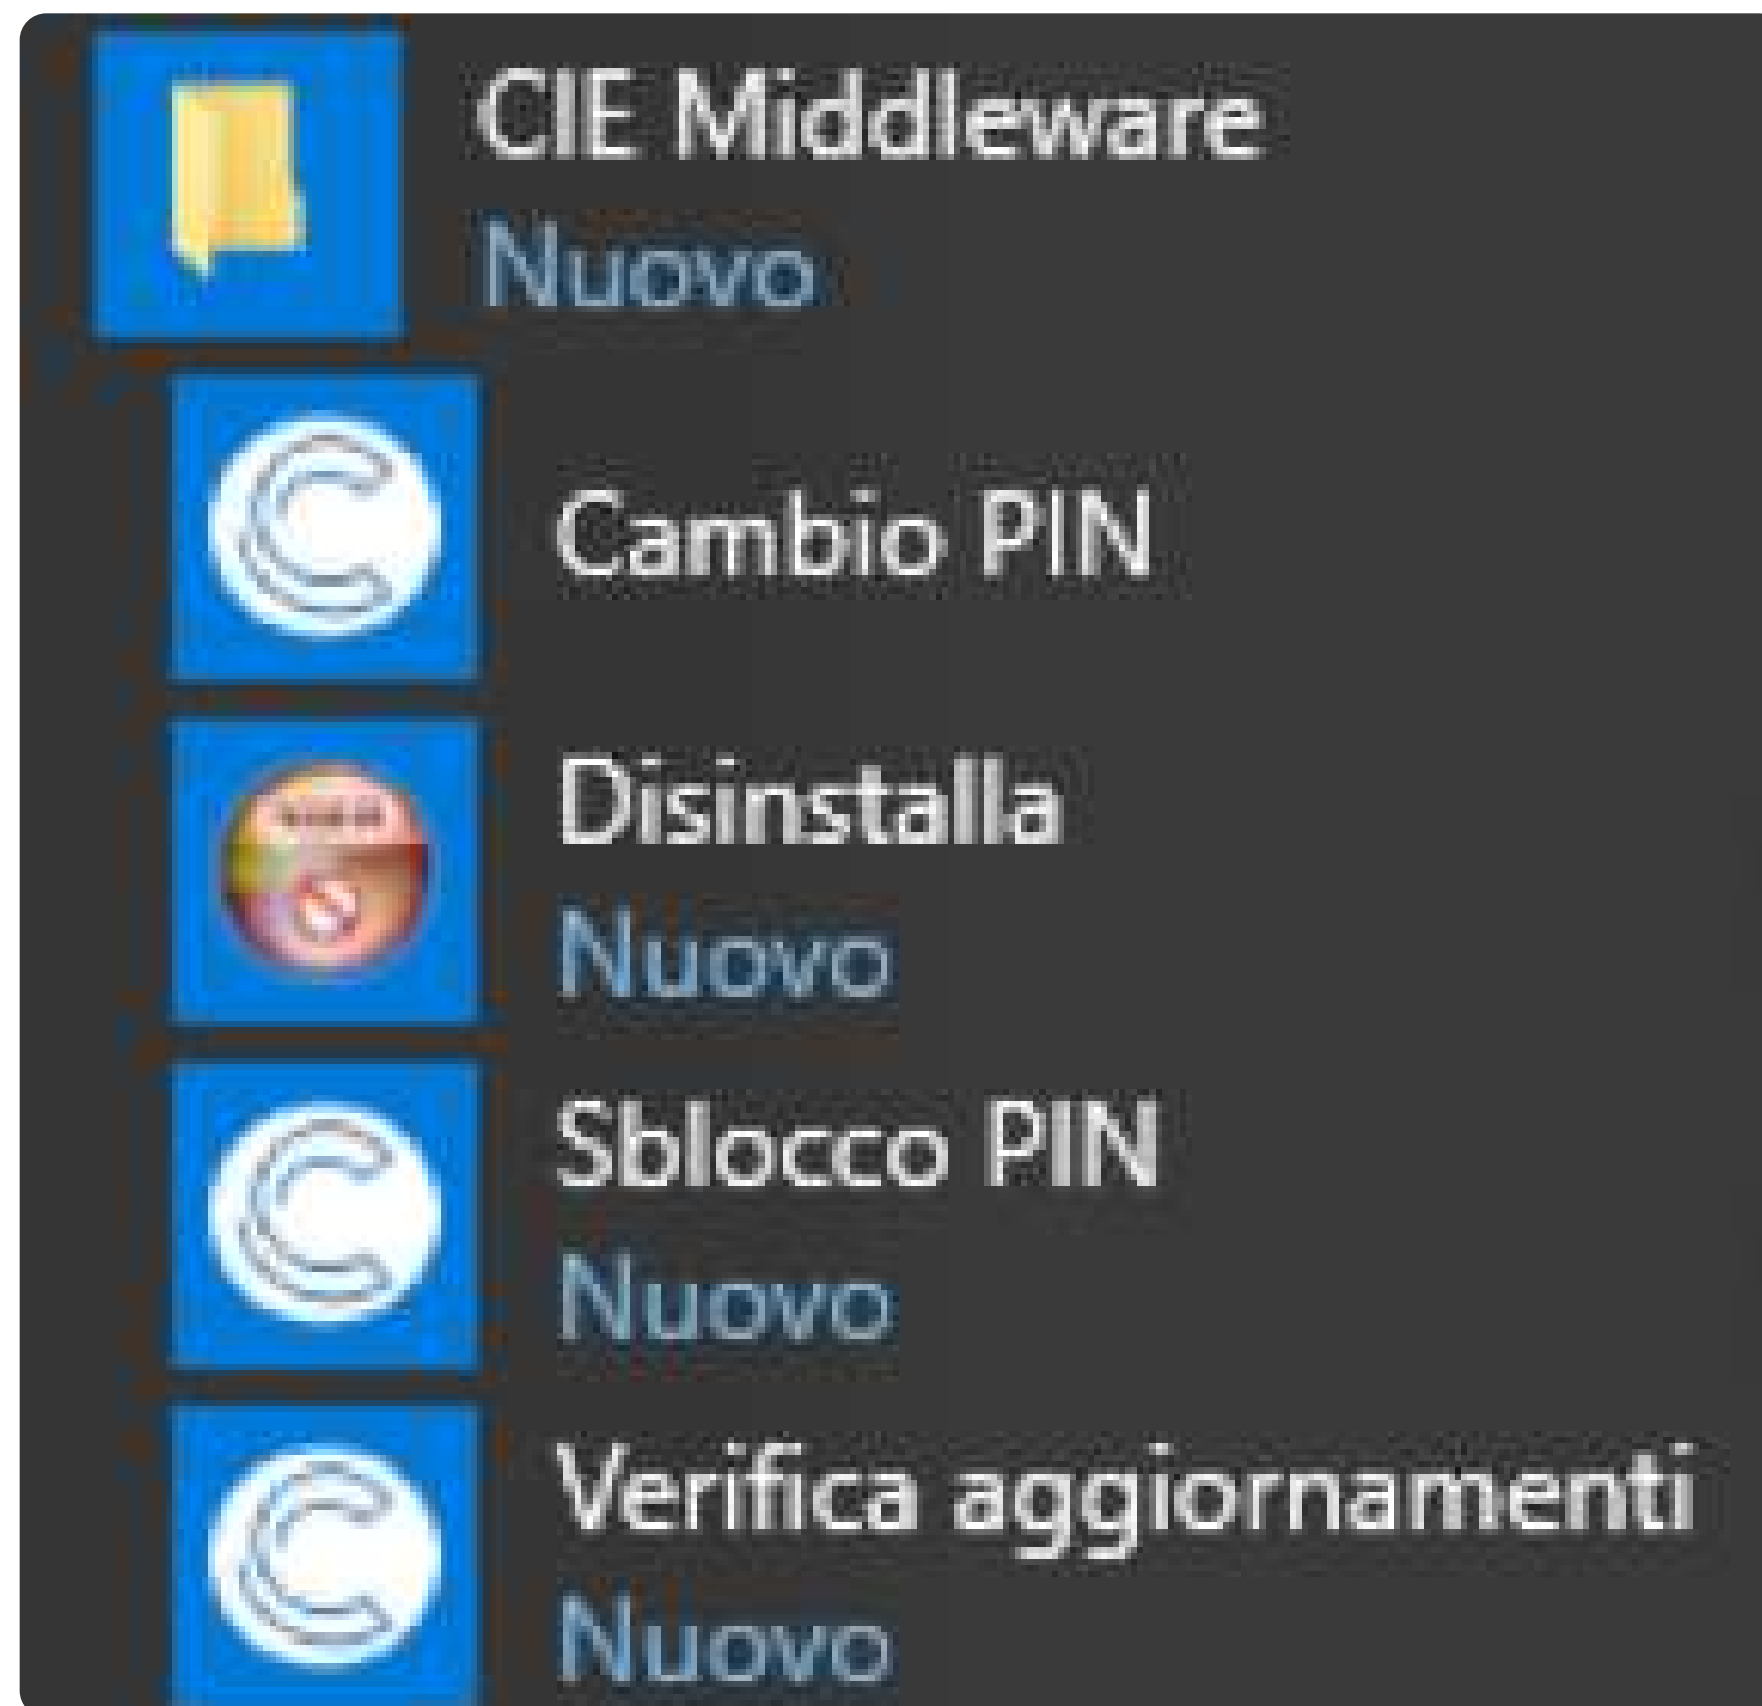 CIE Middleware
Nuovo
Cambio PIN
Disinstalla
Nuovo
Sblocco PIN
Nuovo
Verifica aggiornamenti
Nuovo